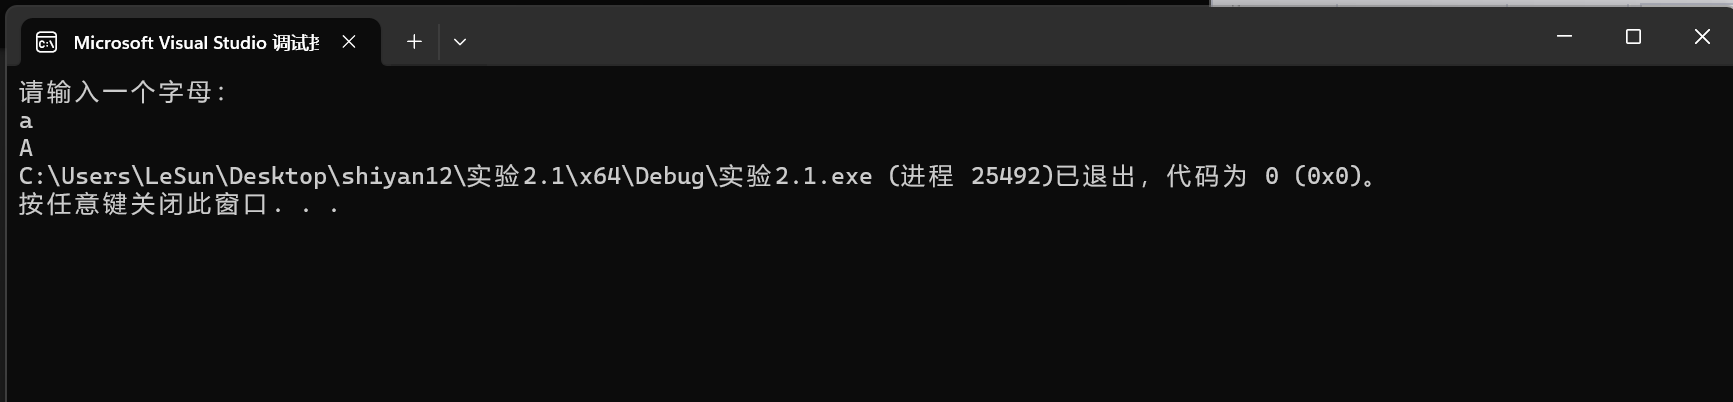 Microsoft Visual Studio 调试
请输入一个字母：
a
A
C:\Users\LeSun\Desktop\shiyan12\实验2.1\x64\Debug\实验2.1.exe (进程 25492)已退出，代码为 0 (0x0)。
按任意键关闭此窗口. . .